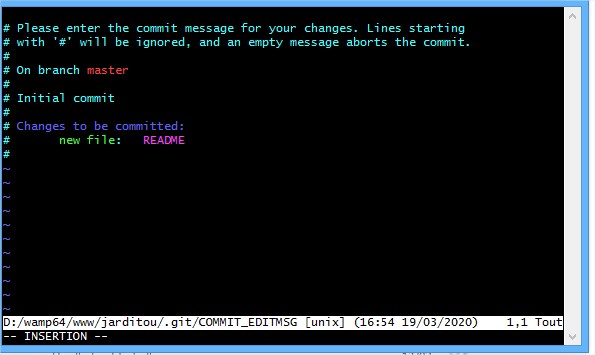 # Please enter the commit message for your changes. Lines starting
# with '#' will be ignored, and an empty message aborts the commit.
#
# On branch master
#
# Initial commit
#
# Changes to be committed:
#       new file:   README
#
~
~
~
~
~
~
~
~
~
~
~
D:/wamp64/www/jarditou/.git/COMMIT_EDITMSG [unix] (16:54 19/03/2020)    1,1 Tout
-- INSERTION --